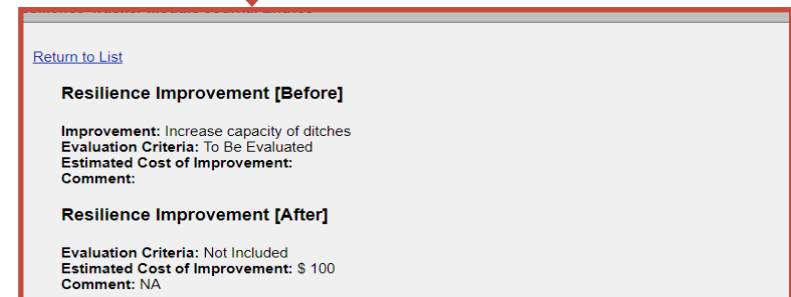 Return to List
Resilience Improvement [Before]
Improvement: Increase capacity of ditches
Evaluation Criteria: To Be Evaluated
Estimated Cost of Improvement:
Comment:
Resilience Improvement [After]
Evaluation Criteria: Not Included
Estimated Cost of Improvement: $ 100
Comment: NA